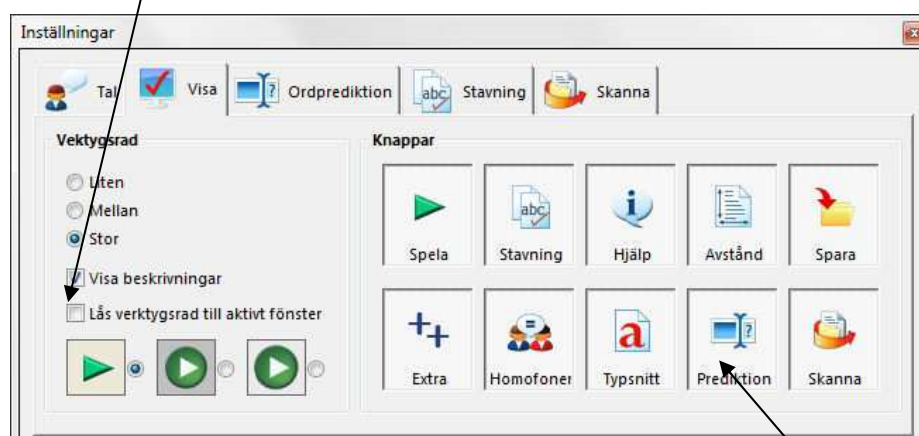 Inställningar
Tal Visa Ordprediktion Stavning Skanna
Vektygsrad
Liten
Mellan
Stor
Visa beskrivningar
Lås verktygsrad till aktivt fönster
Knappar
Spela Stavning Hjälp Avstånd Spara
Extra Homofoner Typsnitt Prediktion Skanna